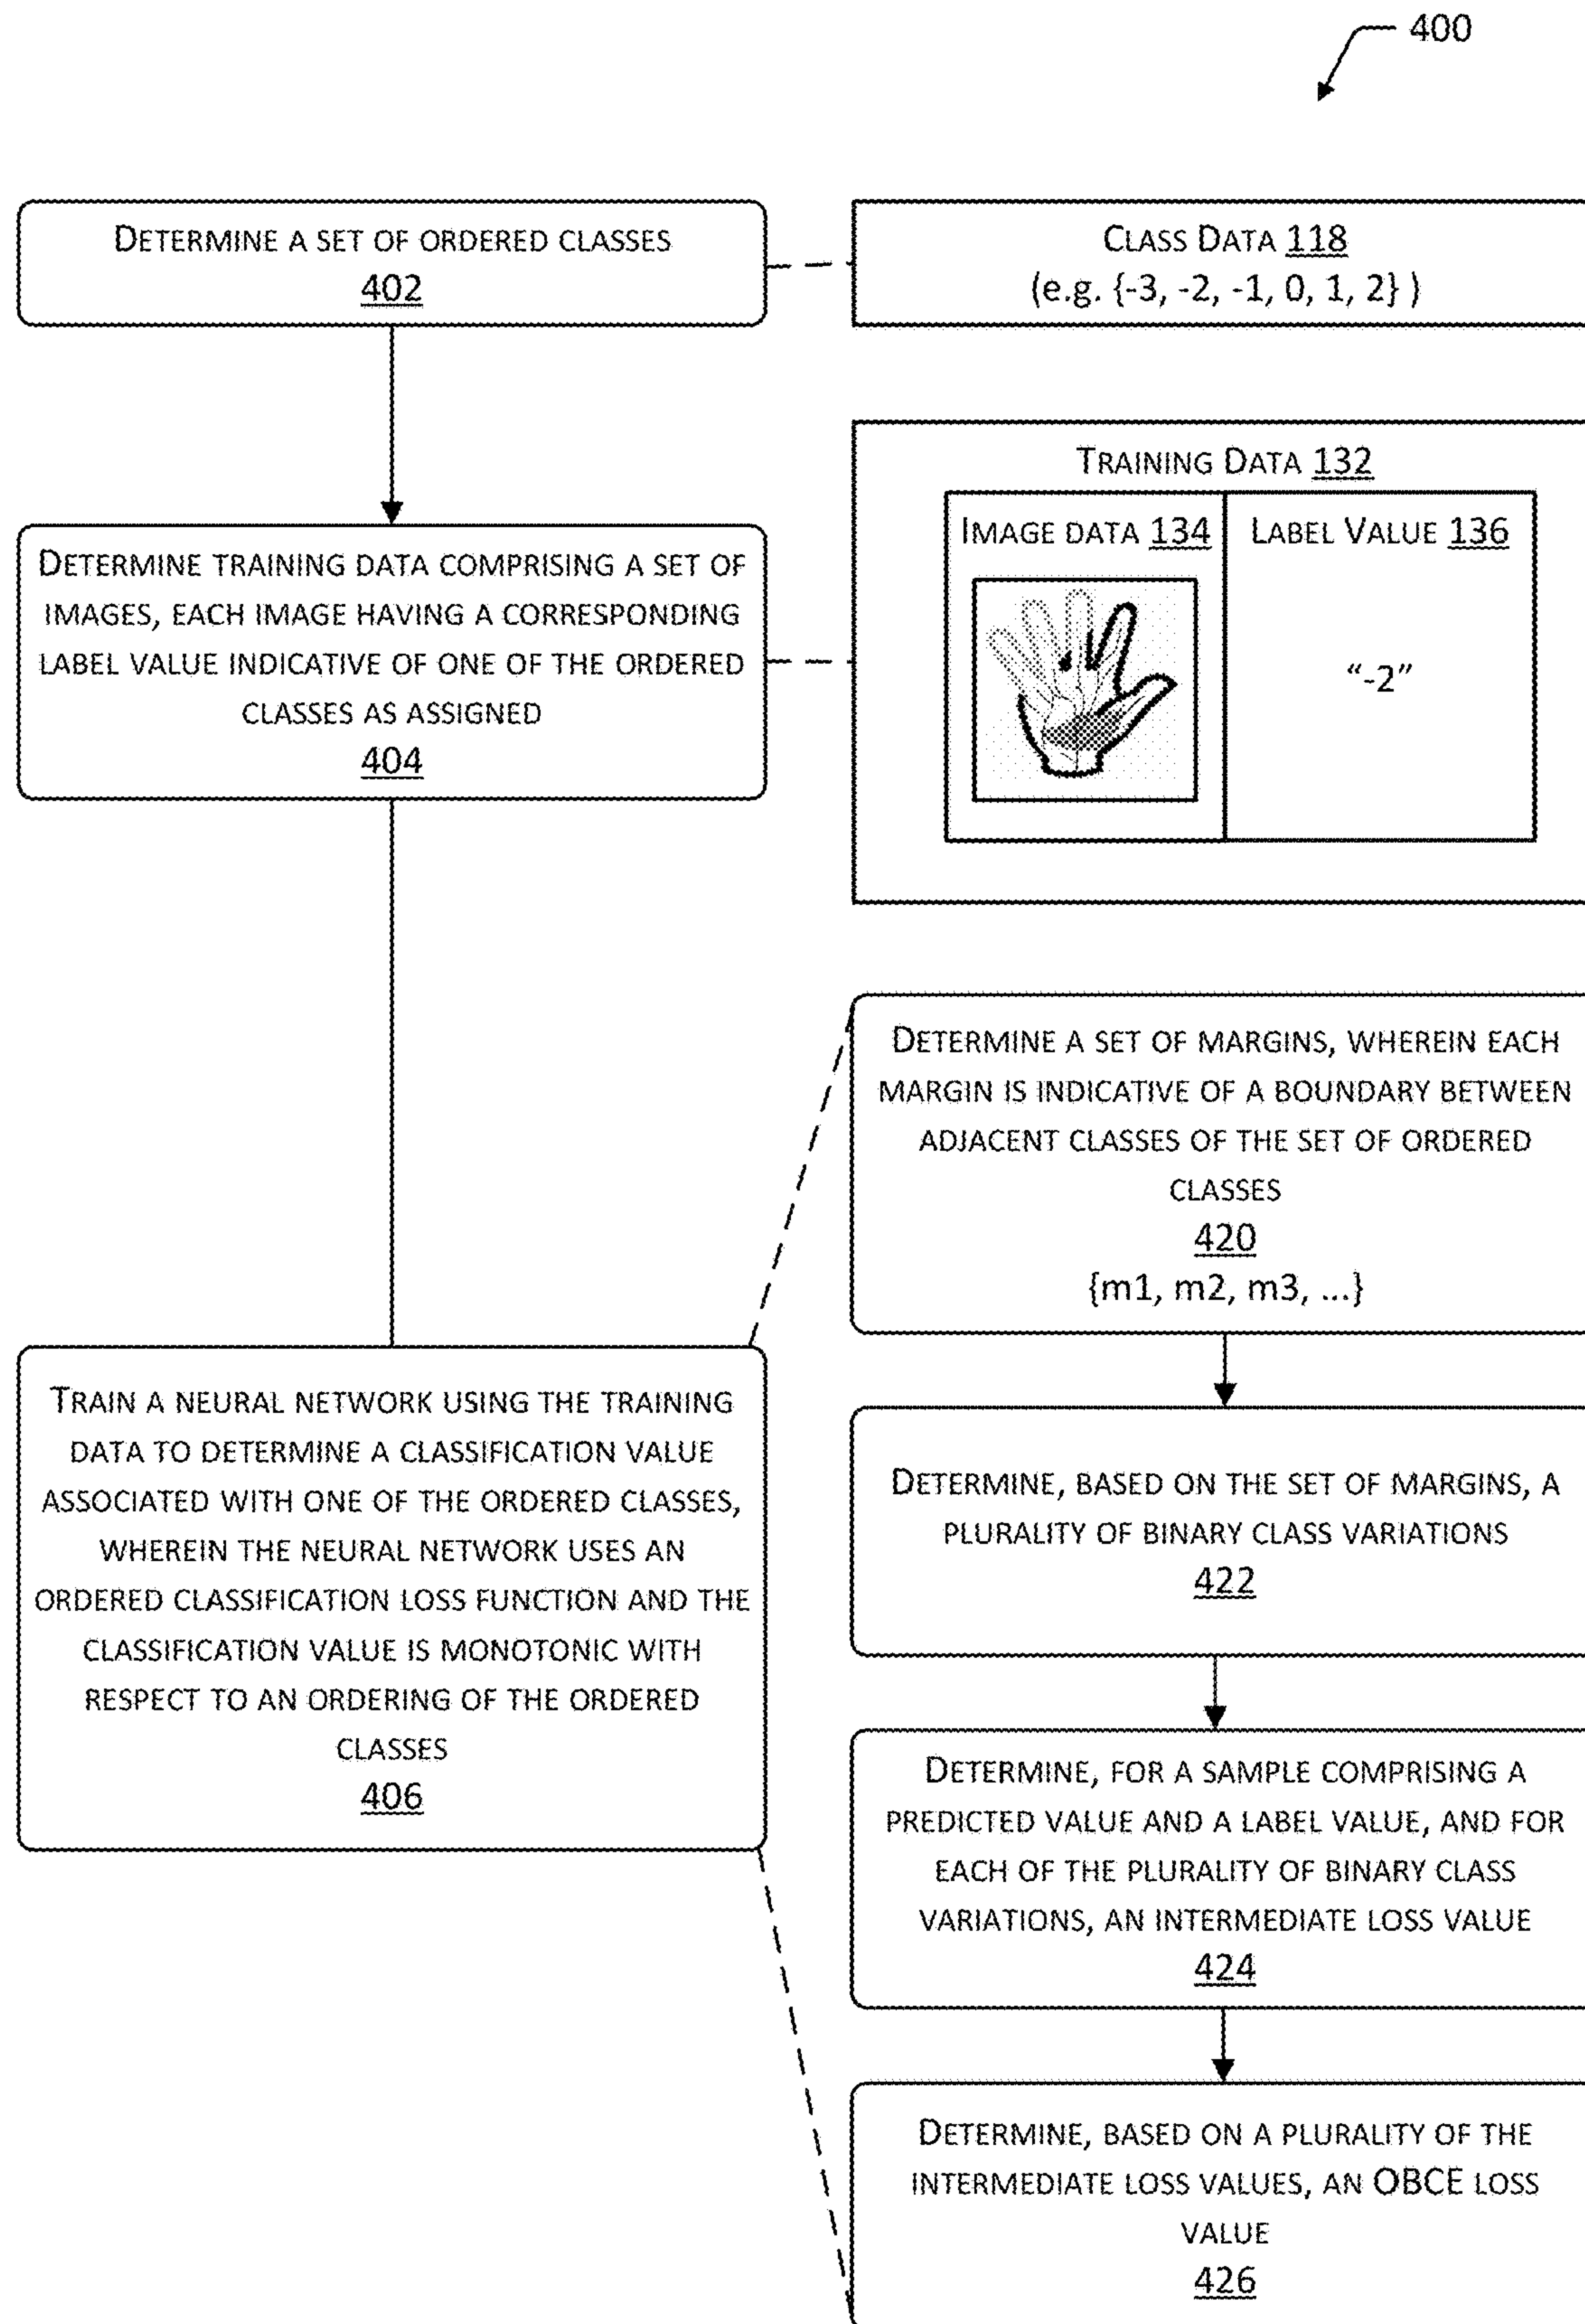 400
DETERMINE A SET OF ORDERED CLASSES
402
CLASS DATA 118
(e.g. {-3, -2, -1, 0, 1, 2} )
DETERMINE TRAINING DATA COMPRISING A SET OF
IMAGES, EACH IMAGE HAVING A CORRESPONDING
LABEL VALUE INDICATIVE OF ONE OF THE ORDERED
CLASSES AS ASSIGNED
404
TRAINING DATA 132
IMAGE DATA 134
LABEL VALUE 136
“-2”
TRAIN A NEURAL NETWORK USING THE TRAINING
DATA TO DETERMINE A CLASSIFICATION VALUE
ASSOCIATED WITH ONE OF THE ORDERED CLASSES,
WHEREIN THE NEURAL NETWORK USES AN
ORDERED CLASSIFICATION LOSS FUNCTION AND THE
CLASSIFICATION VALUE IS MONOTONIC WITH
RESPECT TO AN ORDERING OF THE ORDERED
CLASSES
406
DETERMINE A SET OF MARGINS, WHEREIN EACH
MARGIN IS INDICATIVE OF A BOUNDARY BETWEEN
ADJACENT CLASSES OF THE SET OF ORDERED
CLASSES
420
{m1, m2, m3, ...}
DETERMINE, BASED ON THE SET OF MARGINS, A
PLURALITY OF BINARY CLASS VARIATIONS
422
DETERMINE, FOR A SAMPLE COMPRISING A
PREDICTED VALUE AND A LABEL VALUE, AND FOR
EACH OF THE PLURALITY OF BINARY CLASS
VARIATIONS, AN INTERMEDIATE LOSS VALUE
424
DETERMINE, BASED ON A PLURALITY OF THE
INTERMEDIATE LOSS VALUES, AN OBCE LOSS
VALUE
426